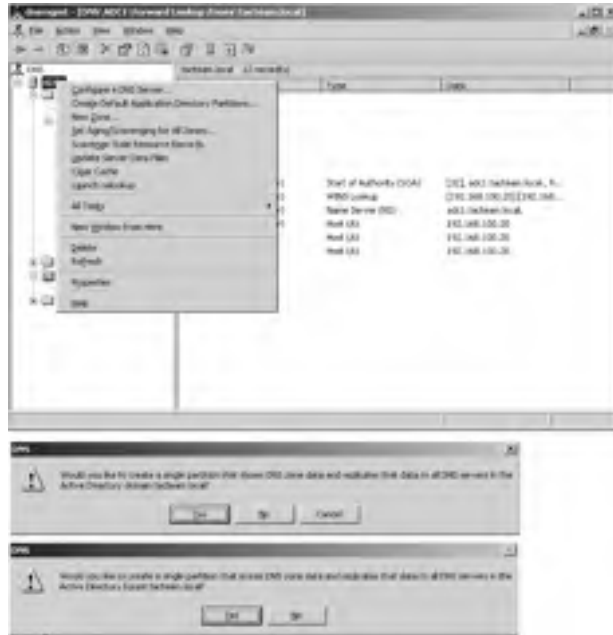 File Action View Window Help
DNS
Configure a DNS Server...
Create Default Application Directory Partitions...
New Zone...
Set Aging/Scavenging for All Zones...
Scavenge Stale Resource Records
Update Server Data Files
Clear Cache
Launch nslookup
All Tasks
New Window from Here
Delete
Refresh
Properties
Help
Type Data
Start of Authority (SOA)
WINS Lookup
Name Server (NS)
Host (A) 192.168.100.20
Host (A) 192.168.100.20
Host (A) 192.168.100.20
DNS
Would you like to create a single partition that stores DNS zone data and replicates that data to all DNS servers in the
Active Directory domain
Yes No Cancel
DNS
Would you like to create a single partition that stores DNS zone data and replicates that data to all DNS servers in the
Active Directory forest
Yes No